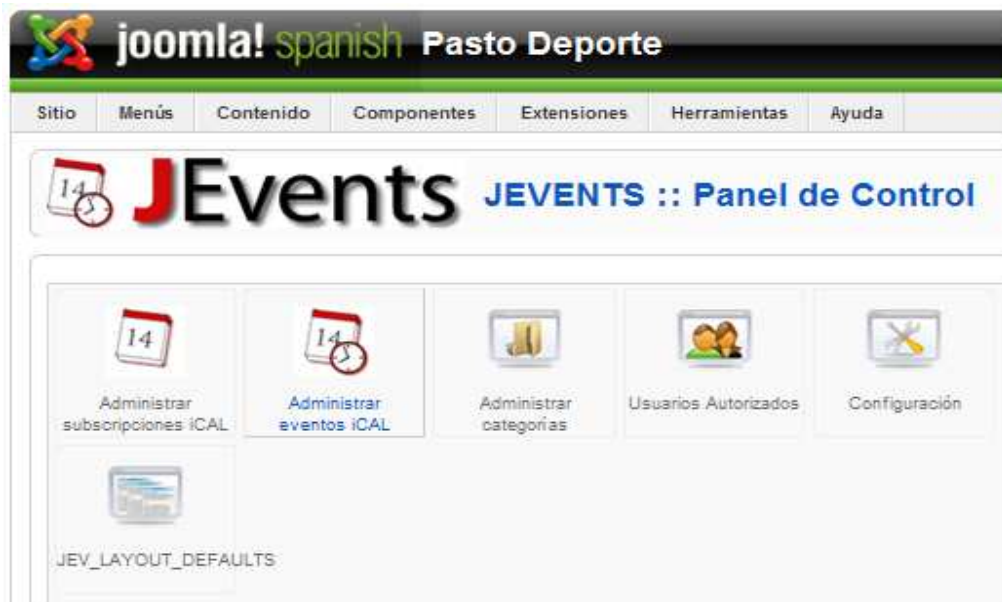 joomla! spanish Pasto Deporte
Sitio Menús Contenido Componentes Extensiones Herramientas Ayuda
14 JEvents JEVENTS :: Panel de Control
14 14
Administrar Administrar Administrar Usuarios Autorizados Configuración
subscripciones iCAL eventos iCAL categorías
JEV_LAYOUT_DEFAULTS